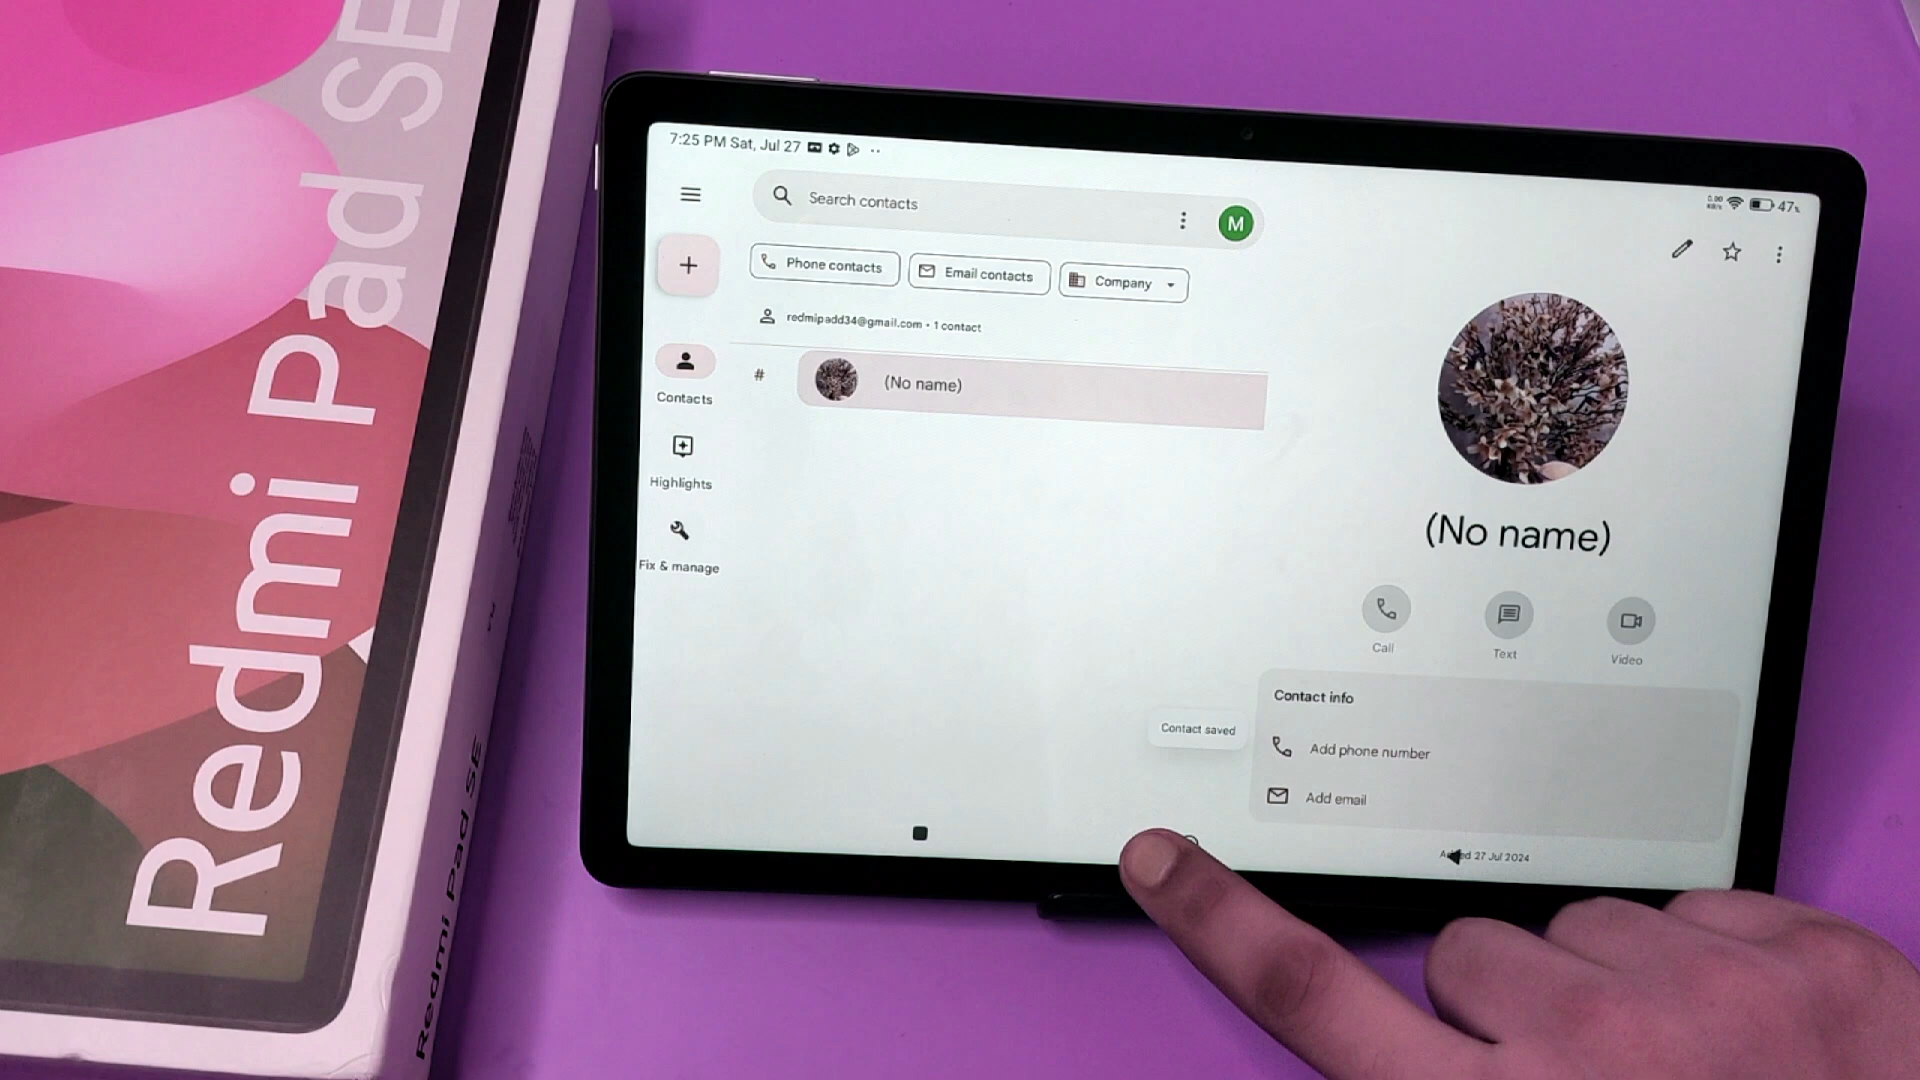 Redmi Pad SE
Redmi Pad SE
7:25 PM Sat, Jul 27
47%
Search contacts
M
Phone contacts
Email contacts
Company
redmipadd34@gmail.com • 1 contact
#
(No name)
Contacts
Highlights
Fix & manage
(No name)
Call
Text
Video
Contact info
Add phone number
Add email
Contact saved
27 Jul 2024